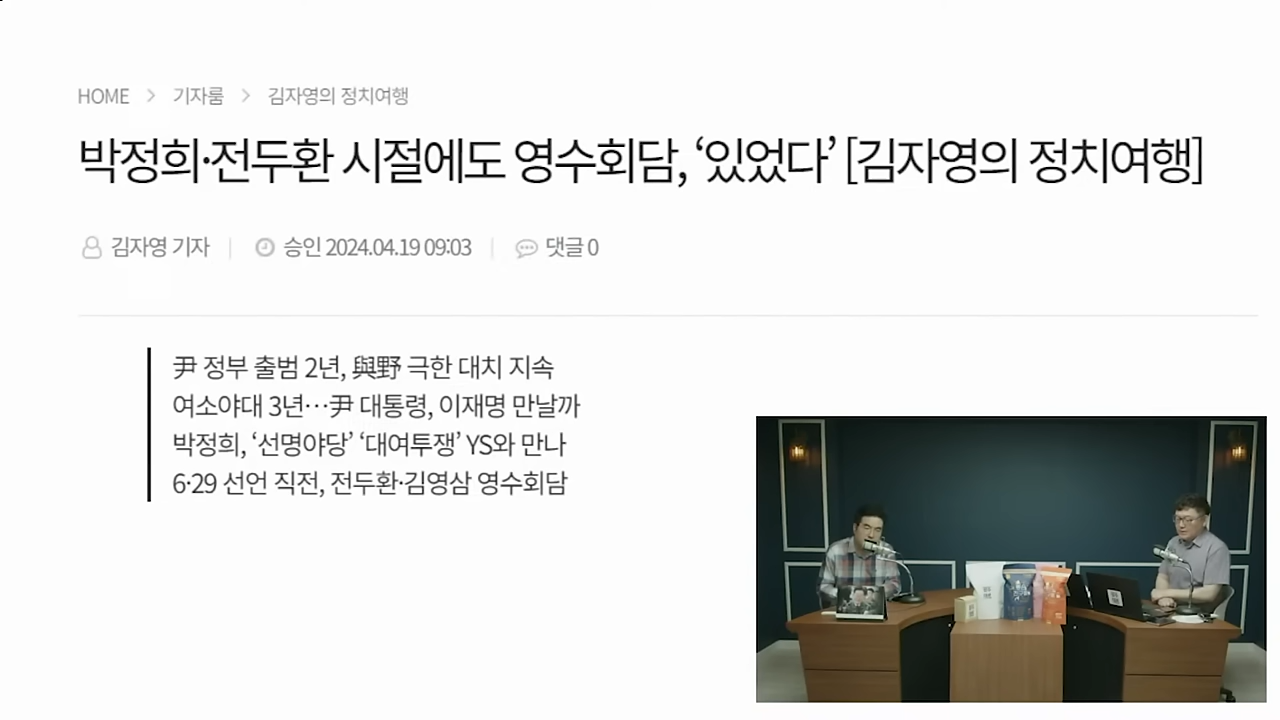 HOME > 기자룸 > 김자영의 정치여행
박정희·전두환 시절에도 영수회담, ‘있었다’ [김자영의 정치여행]
김자영 기자 | 승인 2024.04.19 09:03 | 댓글 0
尹 정부 출범 2년, 與野 극한 대치 지속
여소야대 3년…尹 대통령, 이재명 만날까
박정희, ‘선명야당’ ‘대여투쟁’ YS와 만나
6·29 선언 직전, 전두환·김영삼 영수회담